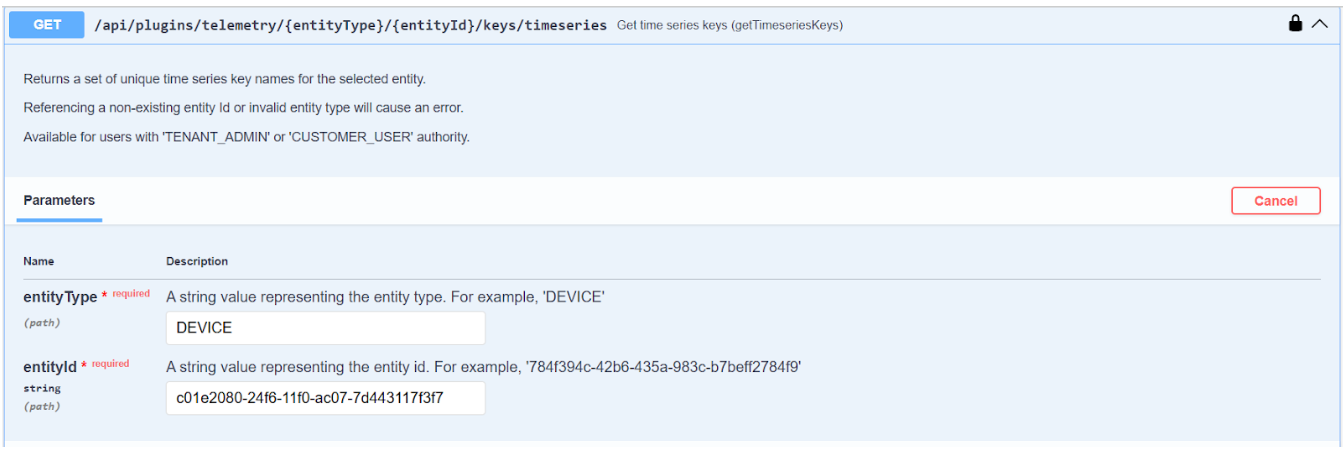 GET /api/plugins/telemetry/{entityType}/{entityId}/keys/timeseries Get time series keys (getTimeseriesKeys)
Returns a set of unique time series key names for the selected entity.
Referencing a non-existing entity Id or invalid entity type will cause an error.
Available for users with 'TENANT_ADMIN' or 'CUSTOMER_USER' authority.
Parameters Cancel
Name Description
entityType * required A string value representing the entity type. For example, 'DEVICE'
(path) DEVICE
entityId * required A string value representing the entity id. For example, '784f394c-42b6-435a-983c-b7beff2784f9'
string
(path) c01e2080-24f6-11f0-ac07-7d443117f3f7